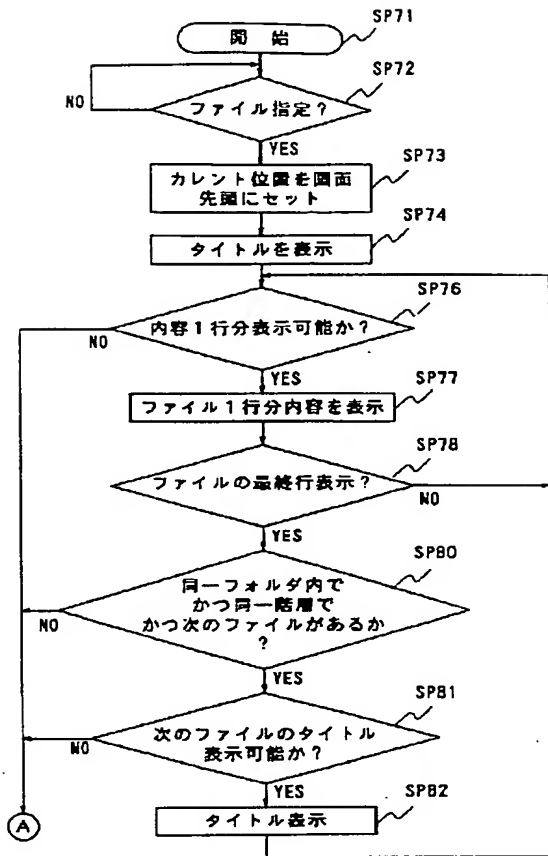 SP71
開 始
SP72
NO
ファイル指定?
YES
SP73
カレント位置を画面
先頭にセット
SP74
タイトルを表示
SP76
内容1行分表示可能か?
NO
YES
SP77
ファイル1行分内容を表示
SP78
ファイルの最終行表示?
NO
YES
SP80
同一フォルダ内で
かつ同一階層で
かつ次のファイルがあるか
?
NO
YES
SP81
次のファイルのタイトル
表示可能か?
NO
YES
SP82
タイトル表示
A